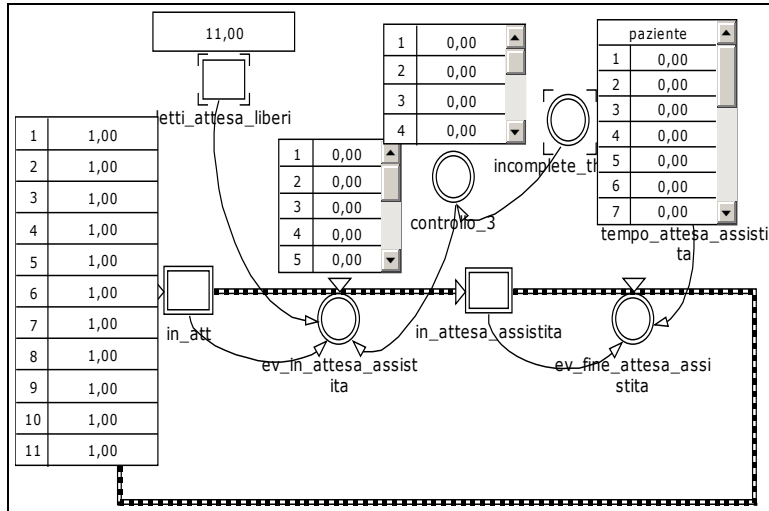 11,00
letti_attesa_liberi
1 0,00
2 0,00
3 0,00
4 0,00
incomplete_th
paziente
1 0,00
2 0,00
3 0,00
4 0,00
5 0,00
6 0,00
7 0,00
tempo_attesa_assisti
ta
1 1,00
2 1,00
3 1,00
4 1,00
5 1,00
6 1,00
7 1,00
8 1,00
9 1,00
10 1,00
11 1,00
1 0,00
2 0,00
3 0,00
4 0,00
5 0,00
controllo_3
in_att
ev_in_attesa_assist
ita
in_attesa_assistita
ev_fine_attesa_assi
stita